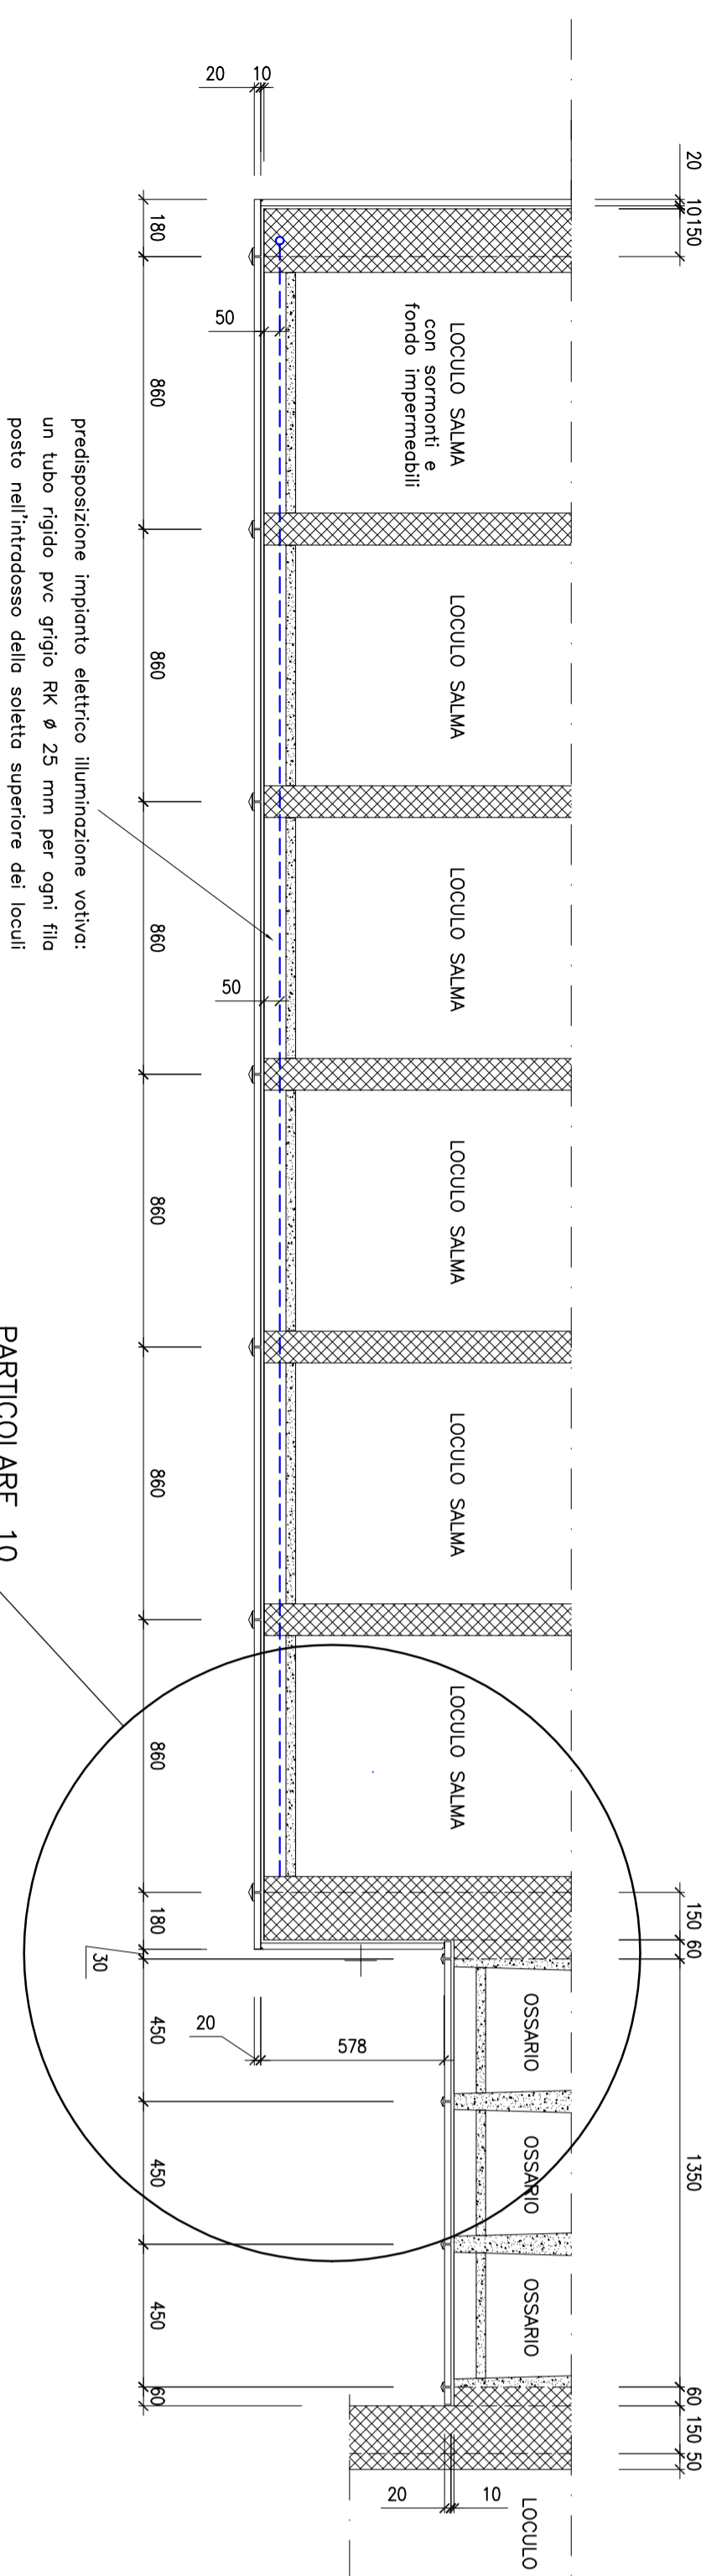 20
10
150
20
10
180
50
860
LOCULO SALMA
con sormonti e
fondo impermeabili
860
LOCULO SALMA
predisposizione impianto elettrico illuminazione votiva:
un tubo rigido pvc grigio RK ø 25 mm per ogni fila
posto nell'intradosso della soletta superiore dei loculi
860
LOCULO SALMA
50
860
LOCULO SALMA
860
LOCULO SALMA
860
LOCULO SALMA
PARTICOLARE 10
150
60
180
30
450
OSSARIO
20
578
450
OSSARIO
1350
450
OSSARIO
60
60
150
50
20
10
LOCULO